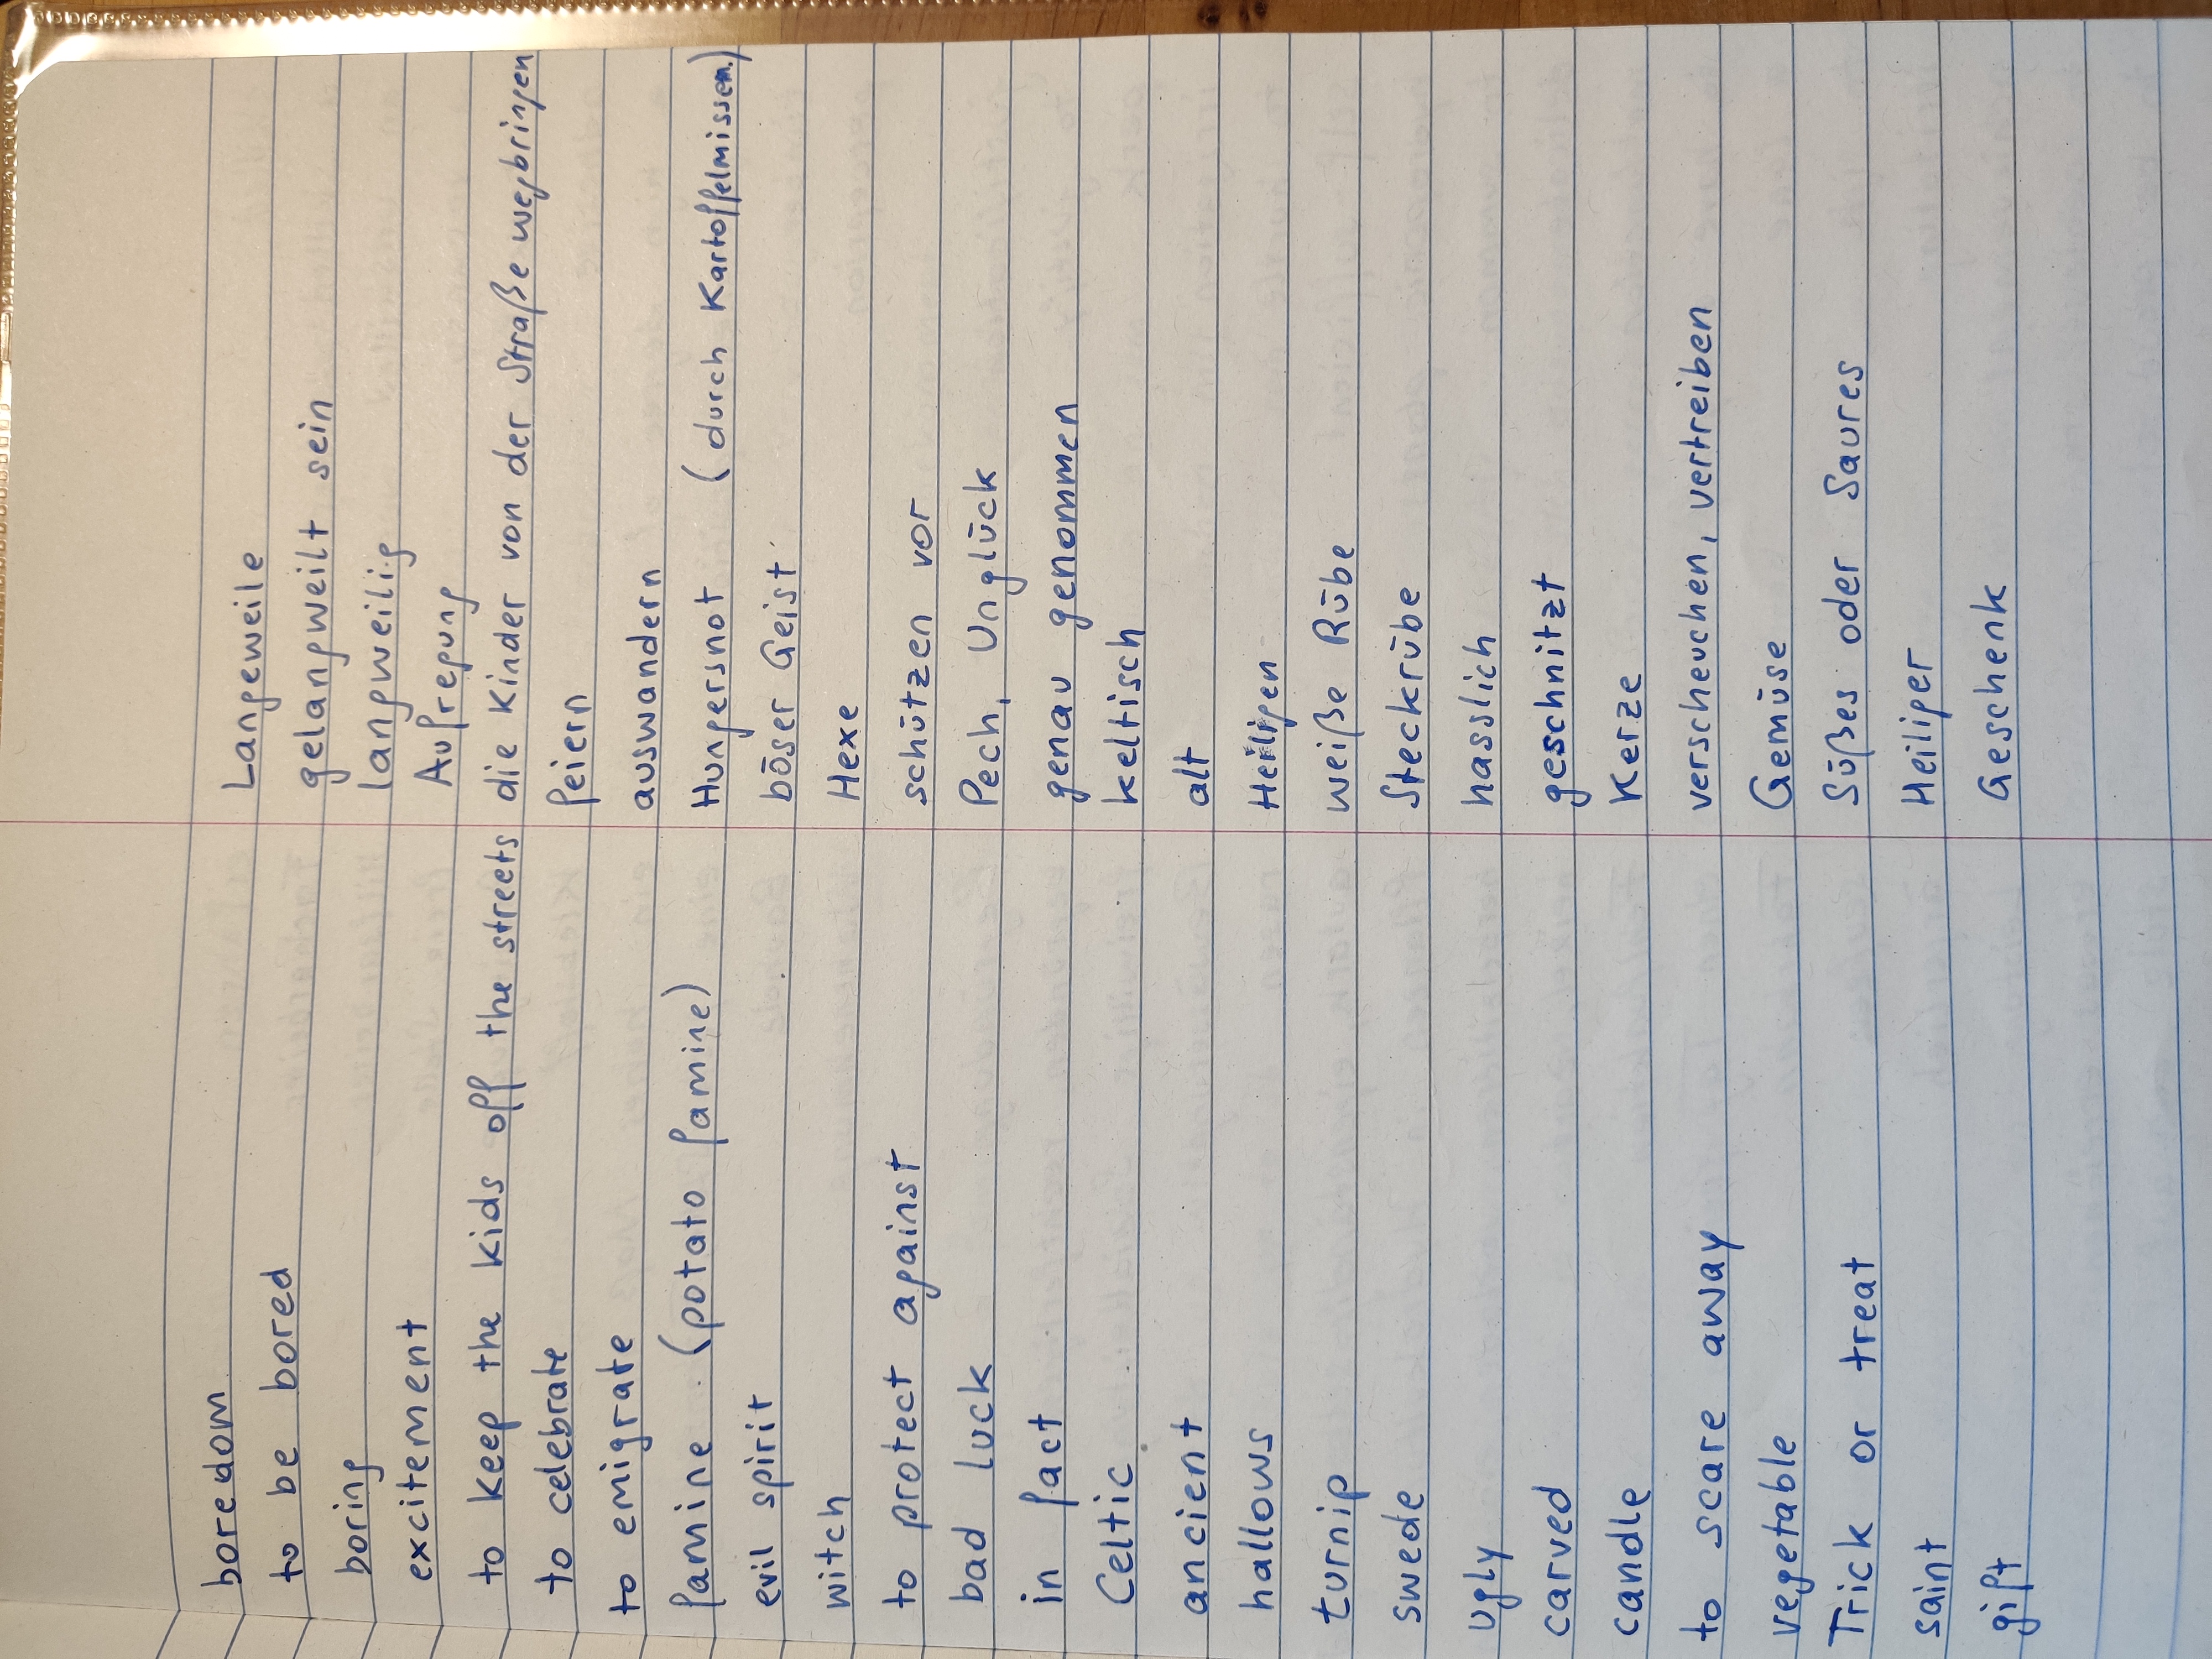 boredom Langeweile
to be bored gelangweilt sein
boring langweilig
excitement Aufregung
to keep the kids off the streets die Kinder von der Straße wegbringen
to celebrate feiern
to emigrate auswandern
famine (potato famine) Hungersnot (durch Kartoffelmissern.)
evil spirit böser Geist
witch Hexe
to protect against schützen vor
bad luck Pech, Unglück
in fact genau genommen
Celtic keltisch
ancient alt
hallows Heiligen
turnip weiße Rübe
swede Steckrübe
ugly hasslich
carved geschnitzt
candle Kerze
to scare away verscheuchen, vertreiben
vegetable Gemüse
Trick or treat Süßes oder Saures
saint Heiliger
gift Geschenk